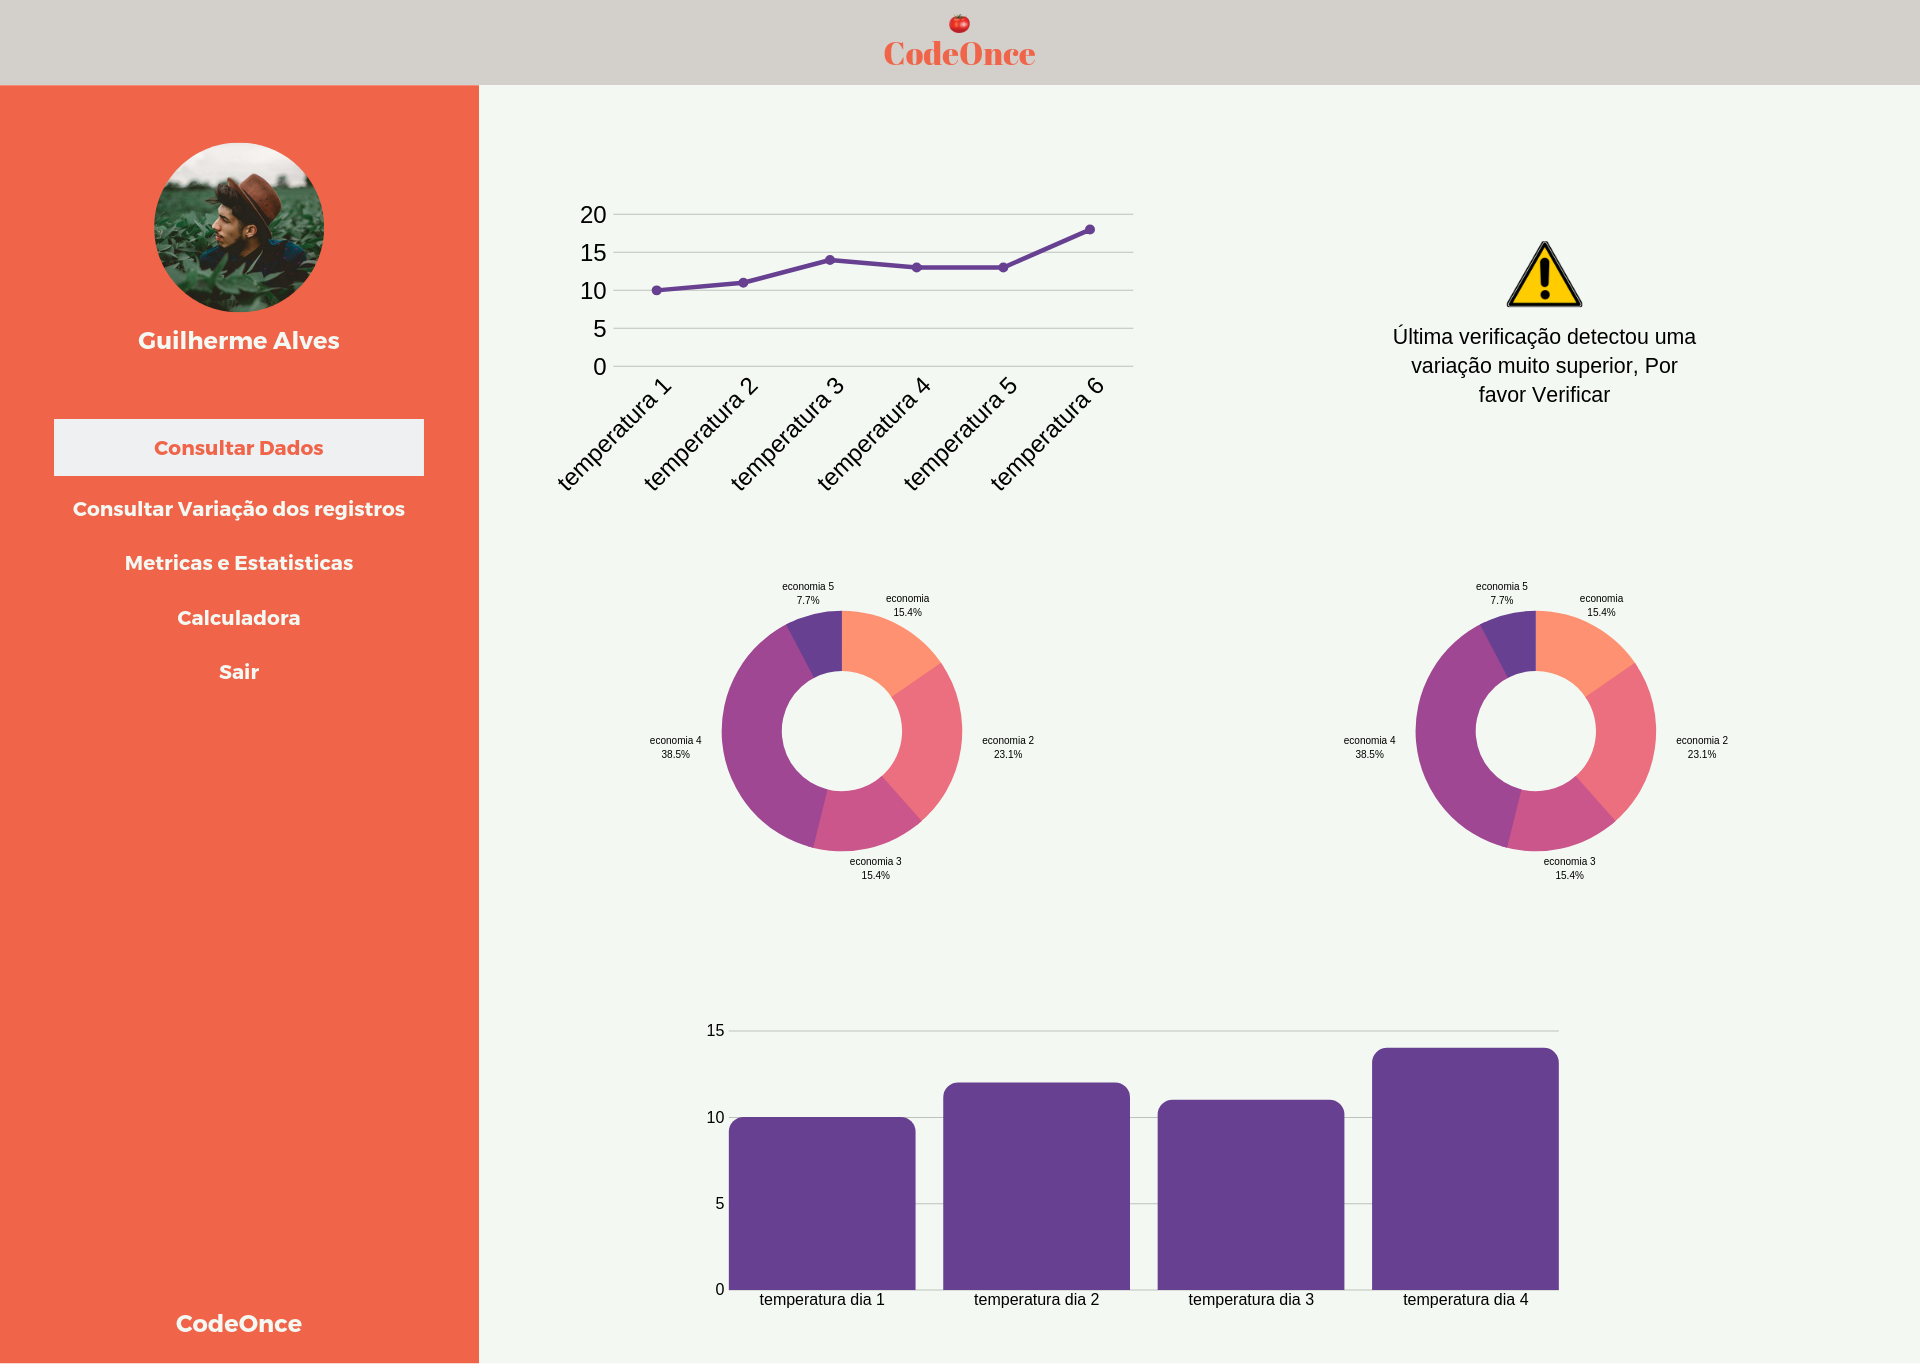 CodeOnce
Guilherme Alves
Consultar Dados
Consultar Variação dos registros
Metricas e Estatisticas
Calculadora
Sair
CodeOnce
20
15
10
5
0
temperatura 1
temperatura 2
temperatura 3
temperatura 4
temperatura 5
temperatura 6
Última verificação detectou uma
variação muito superior, Por
favor Verificar
economia 5
7.7%
economia
15.4%
economia 4
38.5%
economia 2
23.1%
economia 3
15.4%
economia 5
7.7%
economia
15.4%
economia 4
38.5%
economia 2
23.1%
economia 3
15.4%
15
10
5
0
temperatura dia 1
temperatura dia 2
temperatura dia 3
temperatura dia 4